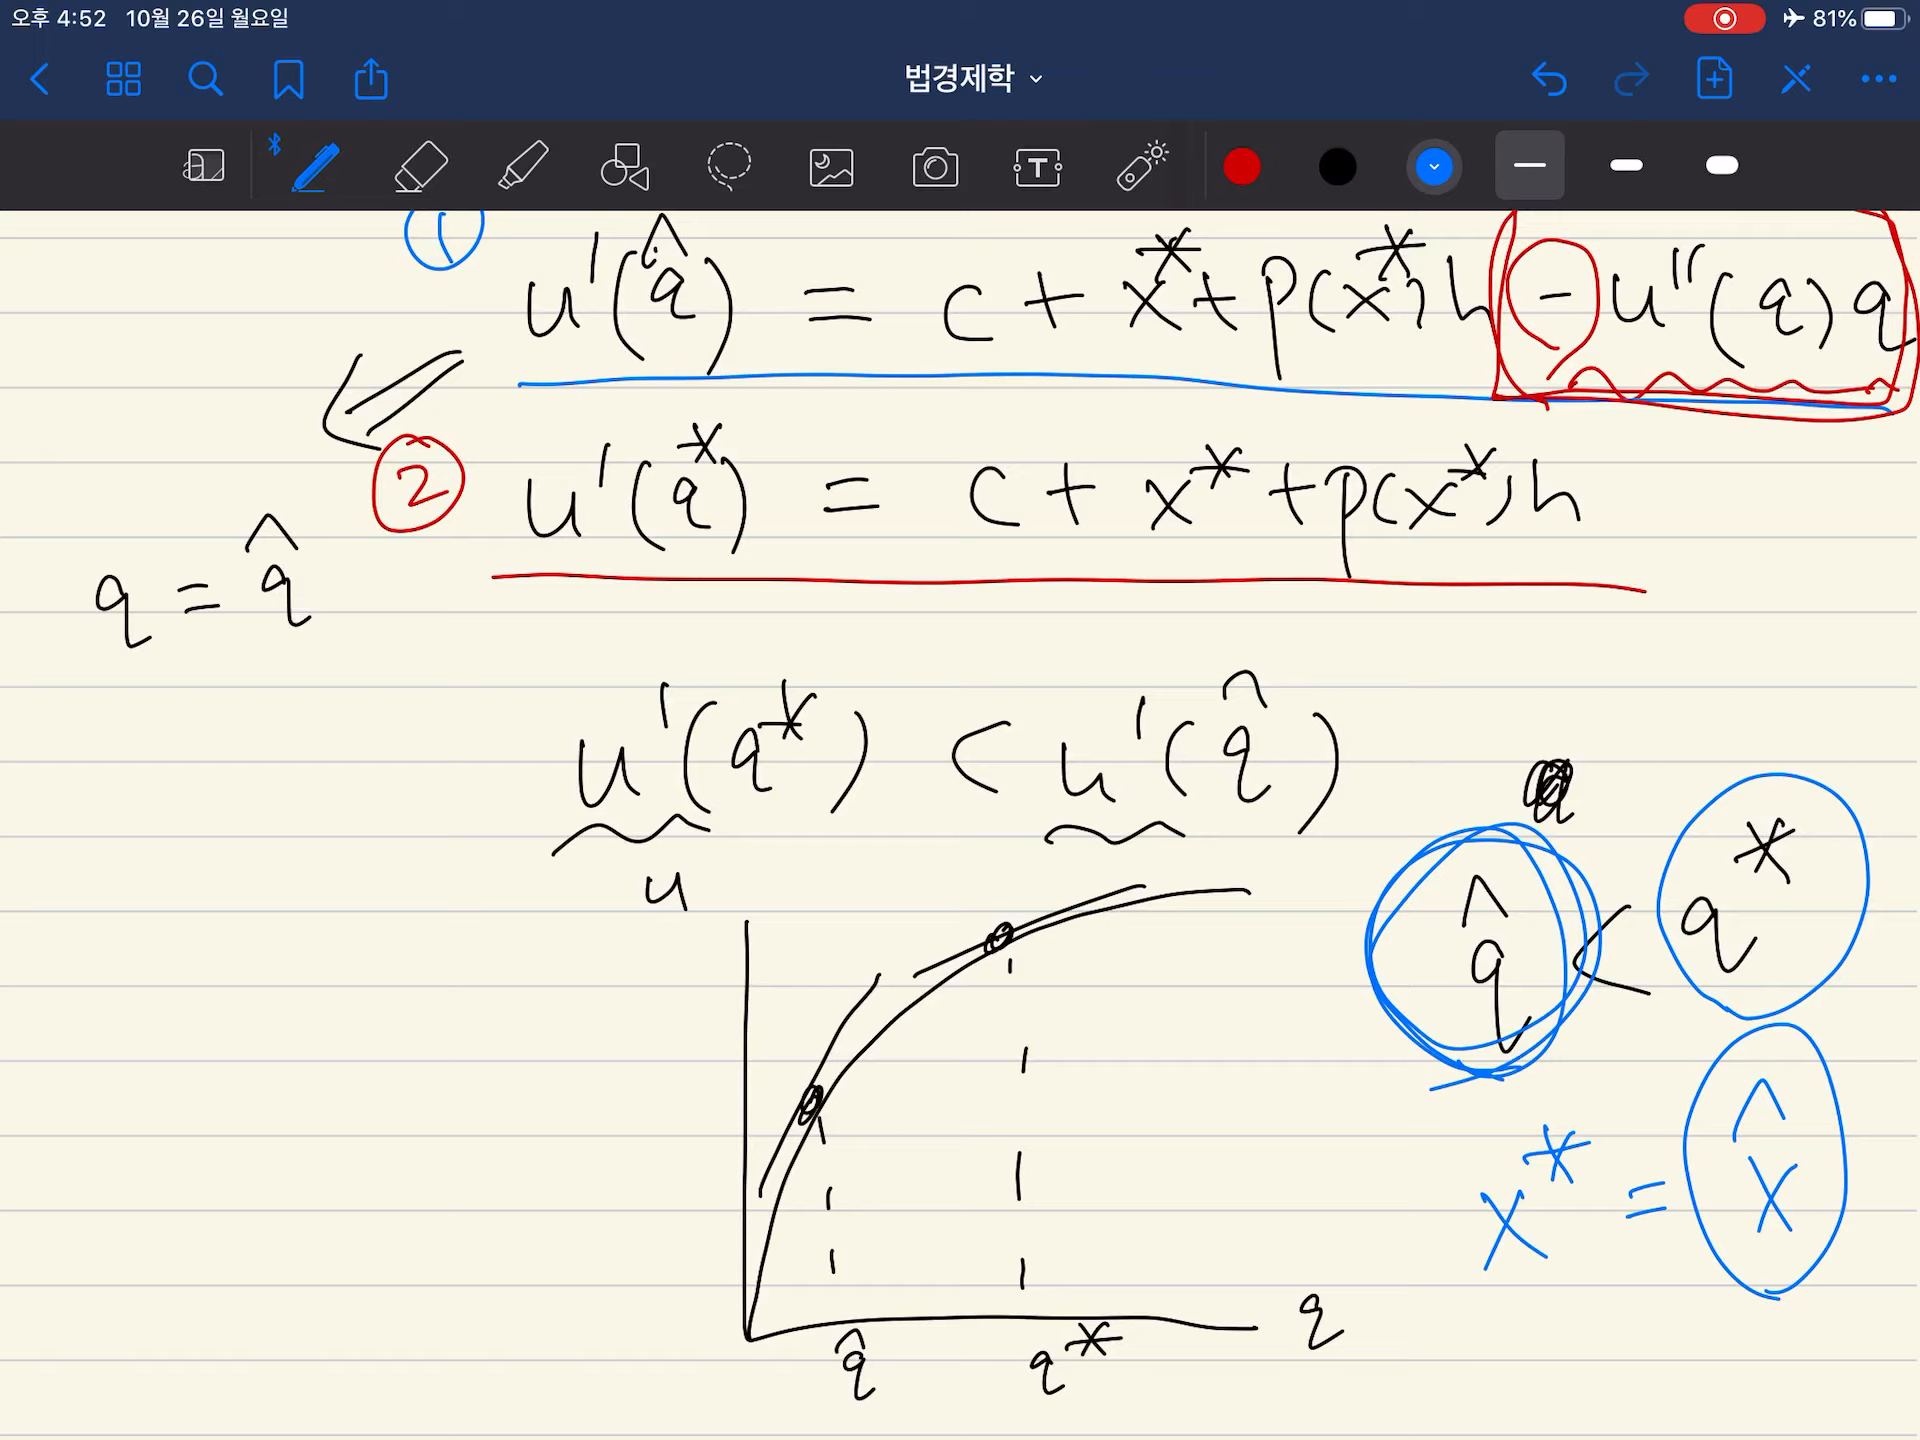 오후 4:52 10월 26일 월요일 81%
법경제학
① u'(q̂) = c + x* + p(x*)h - u''(q)q
② u'(q*) = c + x* + p(x*)h
q = q̂
u'(q*) < u'(q̂)
u
q̂ < q*
x* = x̂
q
q̂ q*